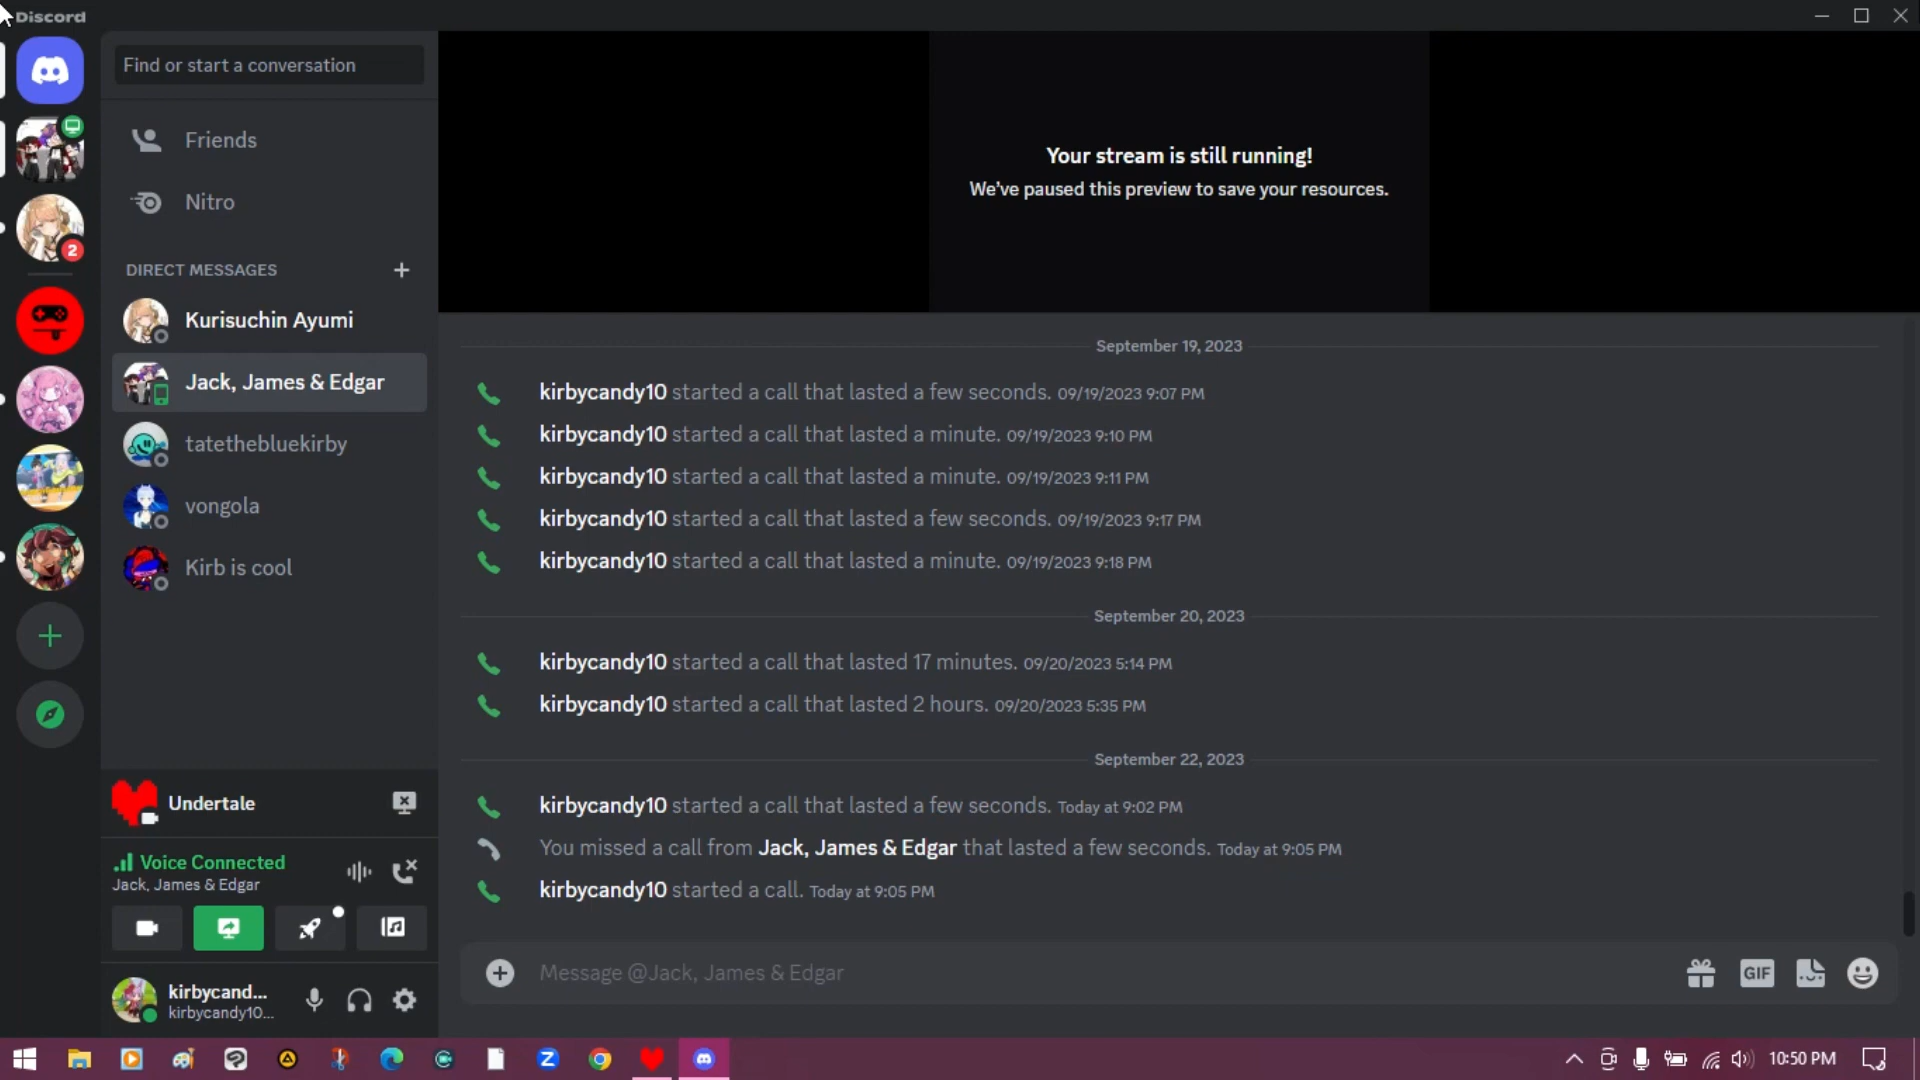 Discord
Find or start a conversation
Friends
Nitro
2
DIRECT MESSAGES
Kurisuchin Ayumi
Jack, James & Edgar
tatethebluekirby
vongola
Kirb is cool
Undertale
Voice Connected
Jack, James & Edgar
kirbycand...
kirbycandy10...
Your stream is still running!
We've paused this preview to save your resources.
September 19, 2023
kirbycandy10 started a call that lasted a few seconds. 09/19/2023 9:07 PM
kirbycandy10 started a call that lasted a minute. 09/19/2023 9:10 PM
kirbycandy10 started a call that lasted a minute. 09/19/2023 9:11 PM
kirbycandy10 started a call that lasted a few seconds. 09/19/2023 9:17 PM
kirbycandy10 started a call that lasted a minute. 09/19/2023 9:18 PM
September 20, 2023
kirbycandy10 started a call that lasted 17 minutes. 09/20/2023 5:14 PM
kirbycandy10 started a call that lasted 2 hours. 09/20/2023 5:35 PM
September 22, 2023
kirbycandy10 started a call that lasted a few seconds. Today at 9:02 PM
You missed a call from Jack, James & Edgar that lasted a few seconds. Today at 9:05 PM
kirbycandy10 started a call. Today at 9:05 PM
Message @Jack, James & Edgar
GIF
Z
10:50 PM